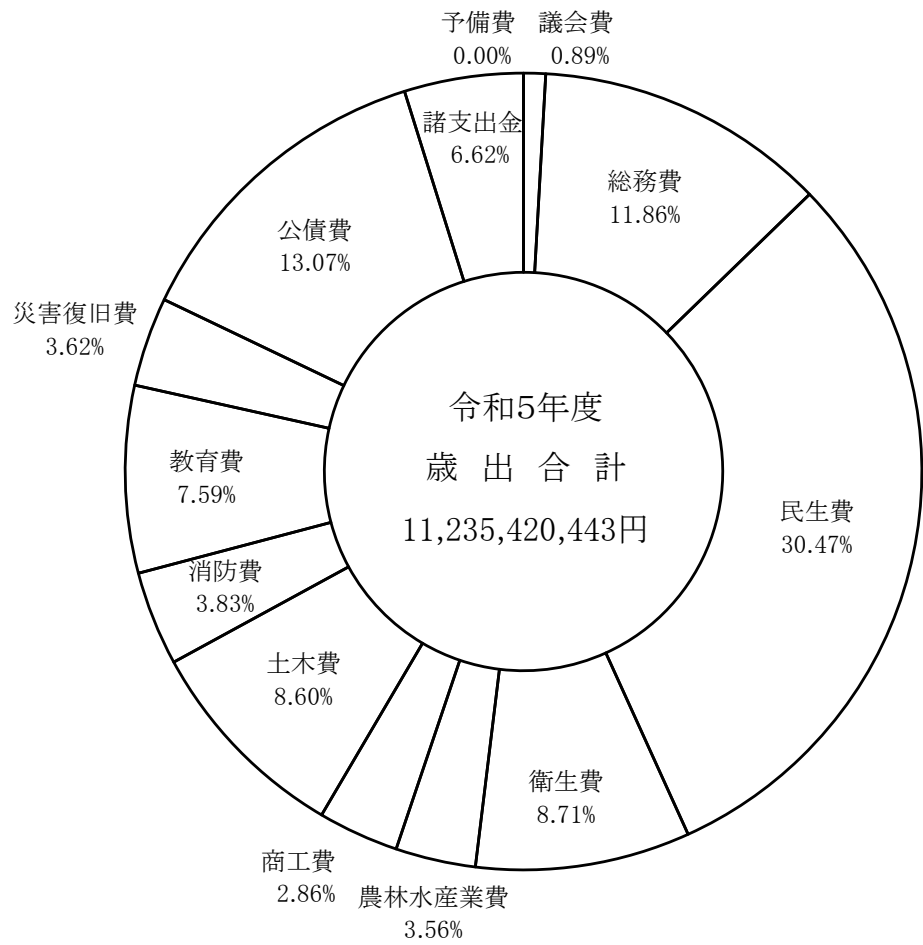 予備費
0.00%
議会費
0.89%
諸支出金
6.62%
総務費
11.86%
公債費
13.07%
災害復旧費
3.62%
教育費
7.59%
消防費
3.83%
土木費
8.60%
商工費
2.86%
農林水産業費
3.56%
衛生費
8.71%
民生費
30.47%
令和5年度
歳出合計
11,235,420,443円